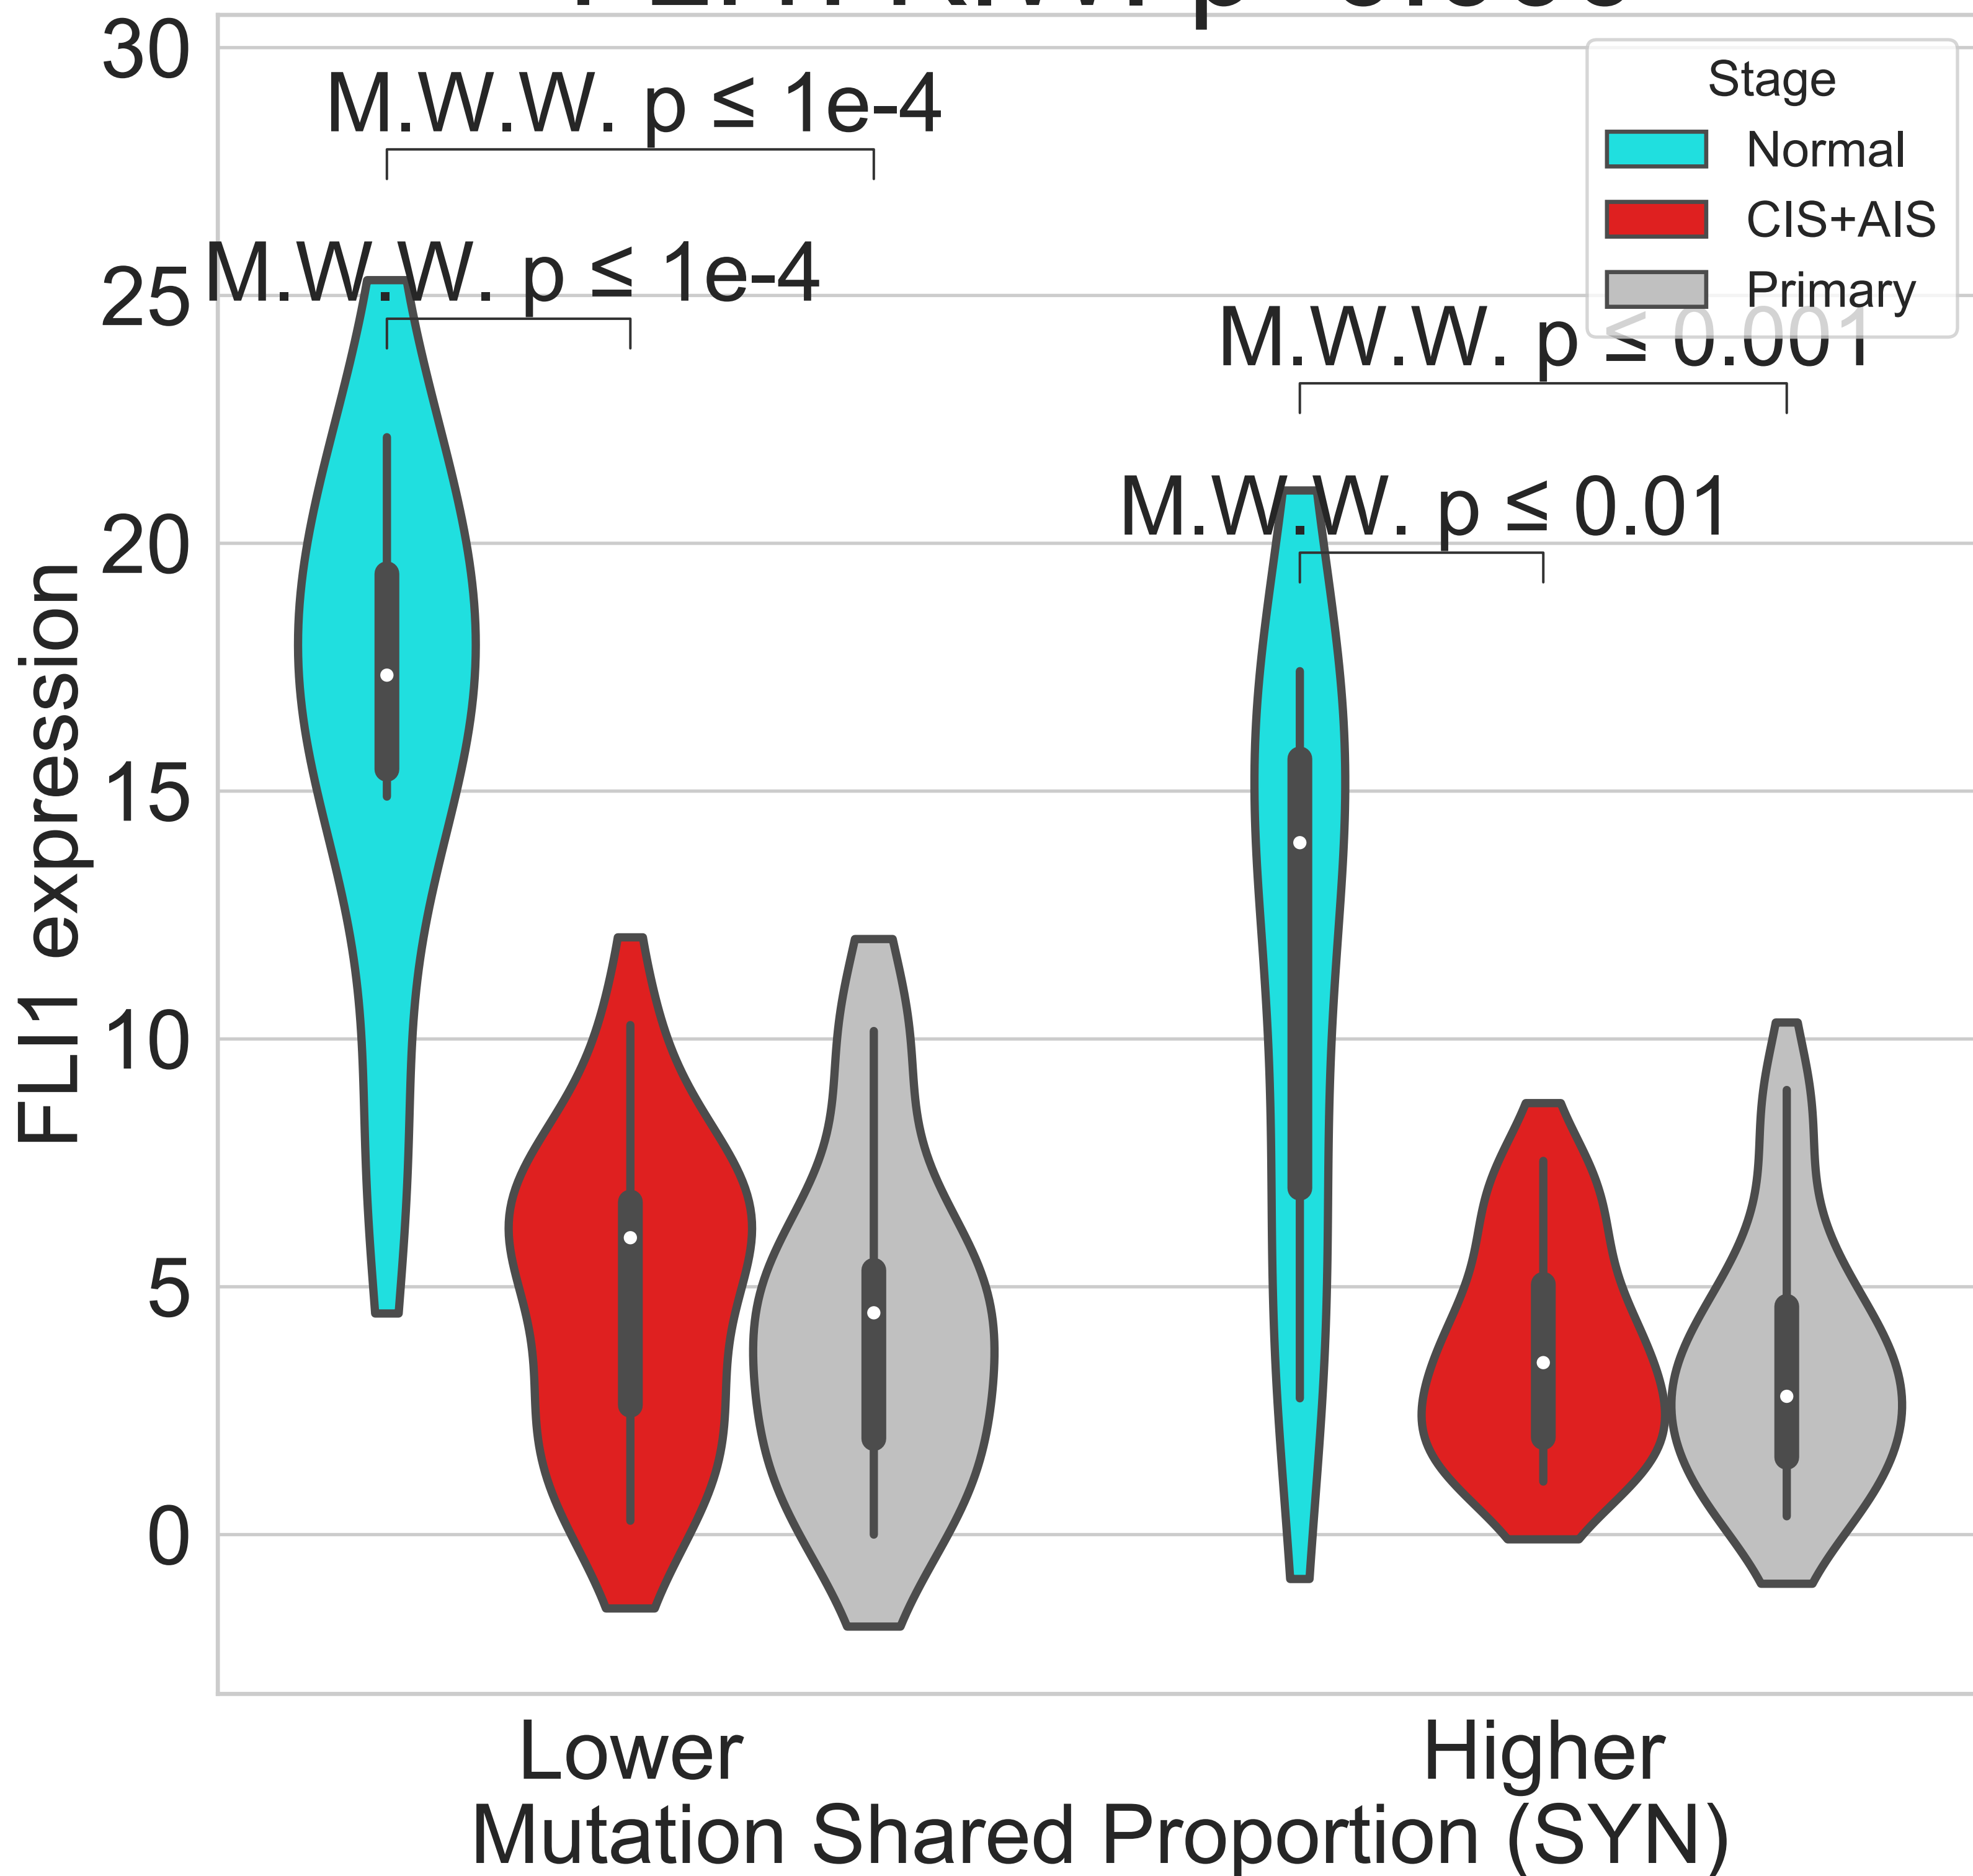 30
M.W.W. p ≤ 1e-4
Stage
Normal
CIS+AIS
Primary
25
M.W.W. p ≤ 1e-4
M.W.W. p ≤ 0.001
20
M.W.W. p ≤ 0.01
15
10
5
0
FLI1 expression
Lower
Higher
Mutation Shared Proportion (SYN)